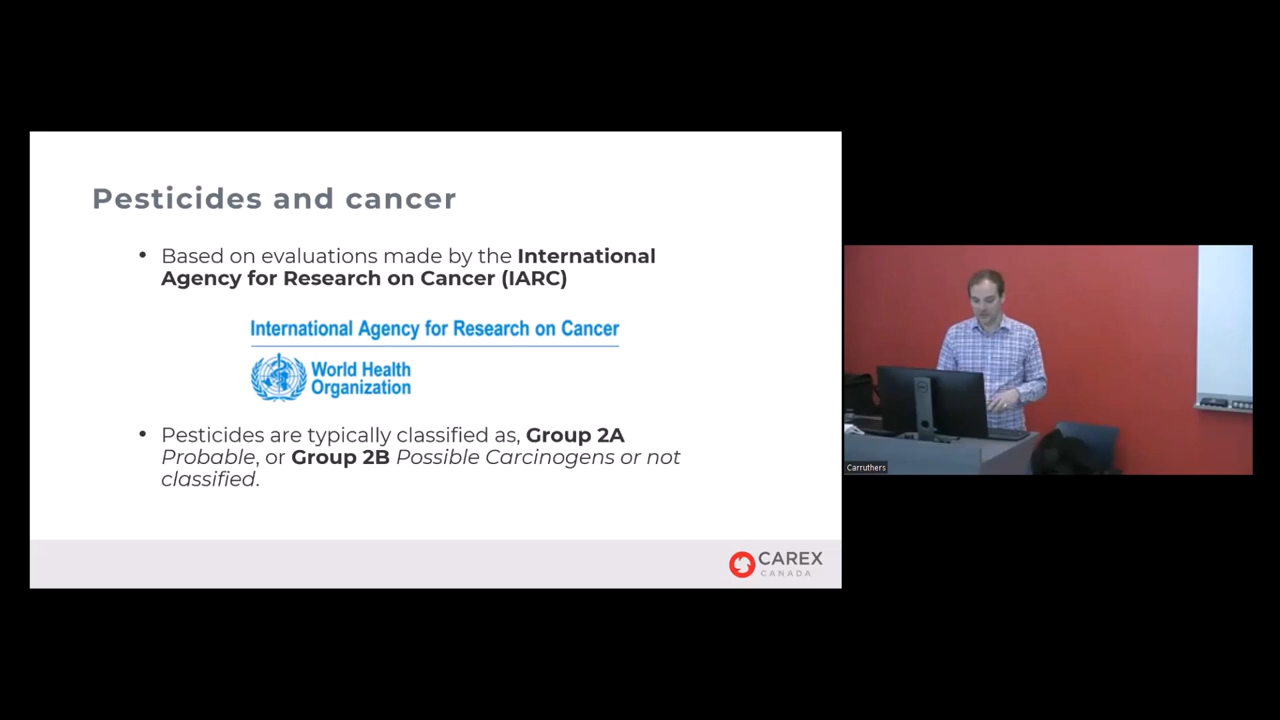 Pesticides and cancer
• Based on evaluations made by the International
Agency for Research on Cancer (IARC)
International Agency for Research on Cancer
World Health
Organization
• Pesticides are typically classified as, Group 2A
Probable, or Group 2B Possible Carcinogens or not
classified.
CAREX
CANADA
Carruthers